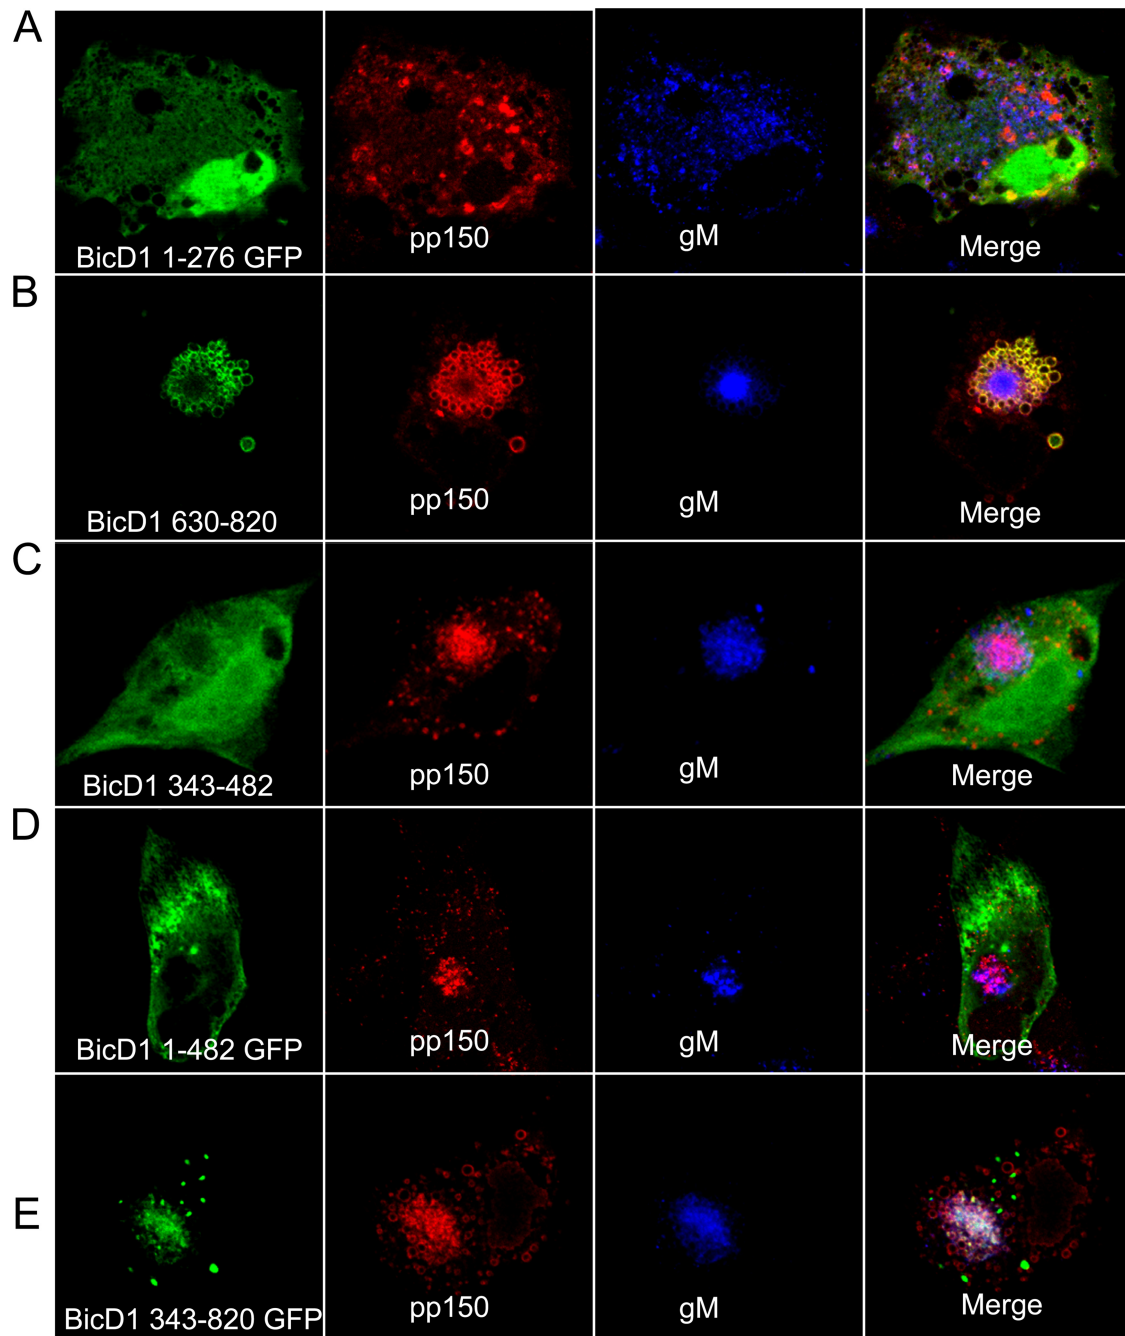 A
BicD1 1-276 GFP
pp150
gM
Merge
B
BicD1 630-820
pp150
gM
Merge
C
BicD1 343-482
pp150
gM
Merge
D
BicD1 1-482 GFP
pp150
gM
Merge
E
BicD1 343-820 GFP
pp150
gM
Merge